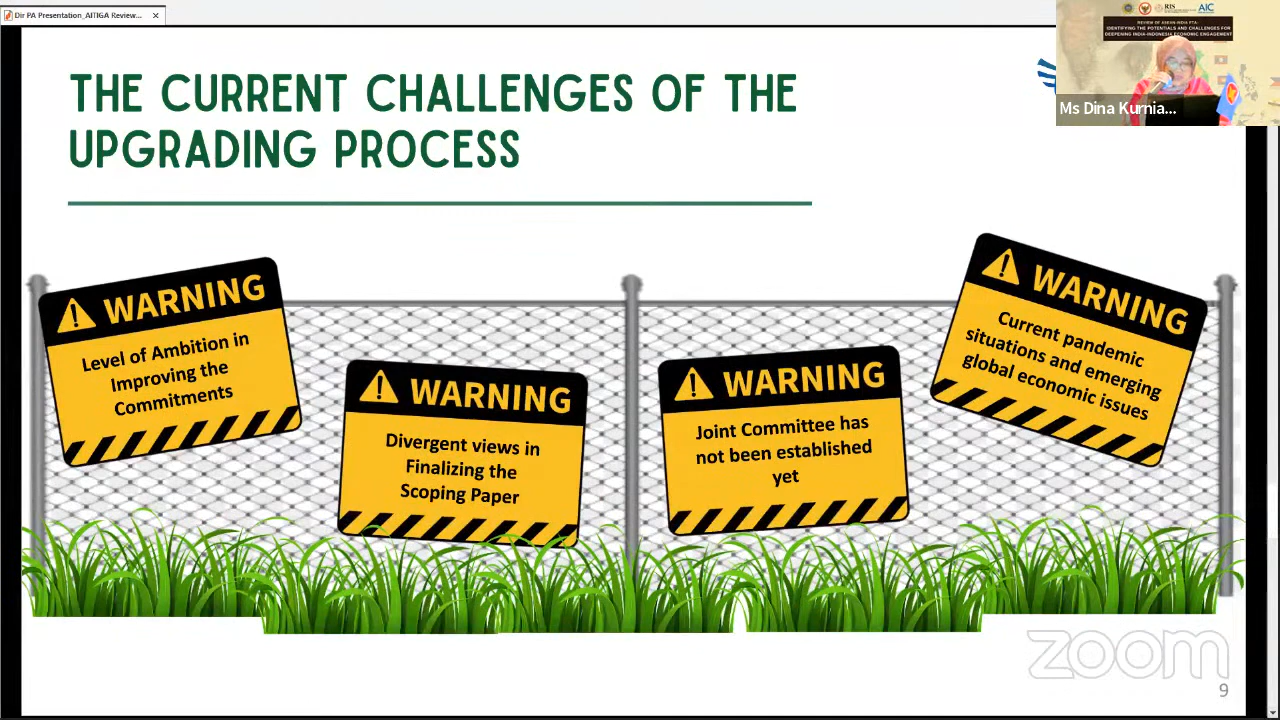 Dir PA Presentation_AITIGA Review...
RIS
AIC
REVIEW OF ASEAN-INDIA FTA:
IDENTIFYING THE POTENTIALS AND CHALLENGES FOR
DEEPENING INDIA-INDONESIA ECONOMIC ENGAGEMENT
Ms Dina Kurnia...
THE CURRENT CHALLENGES OF THE
UPGRADING PROCESS
WARNING
Level of Ambition in
Improving the
Commitments
WARNING
Divergent views in
Finalizing the
Scoping Paper
WARNING
Joint Committee has
not been established
yet
WARNING
Current pandemic
situations and emerging
global economic issues
zoom
9